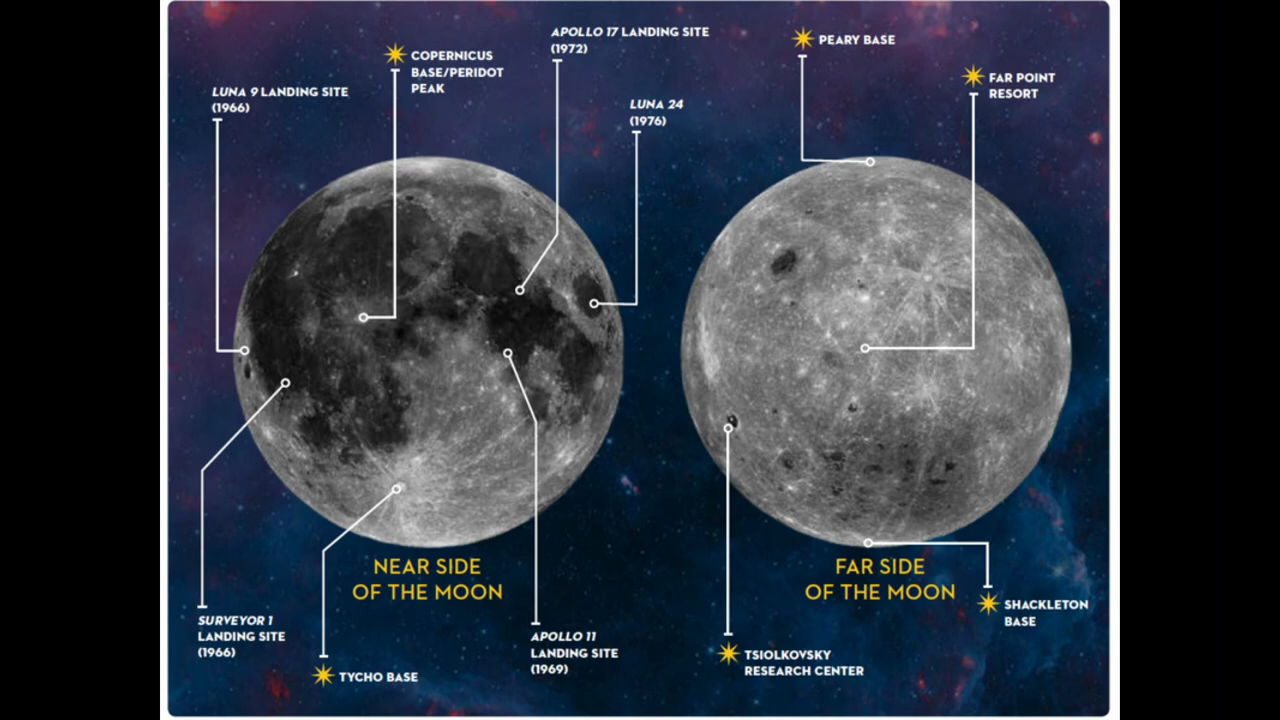 APOLLO 17 LANDING SITE
(1972)
PEARY BASE
COPERNICUS
BASE/PERIDOT
PEAK
FAR POINT
RESORT
LUNA 9 LANDING SITE
(1966)
LUNA 24
(1976)
NEAR SIDE
OF THE MOON
FAR SIDE
OF THE MOON
SURVEYOR 1
LANDING SITE
(1966)
TYCHO BASE
APOLLO 11
LANDING SITE
(1969)
TSIOLKOVSKY
RESEARCH CENTER
SHACKLETON
BASE